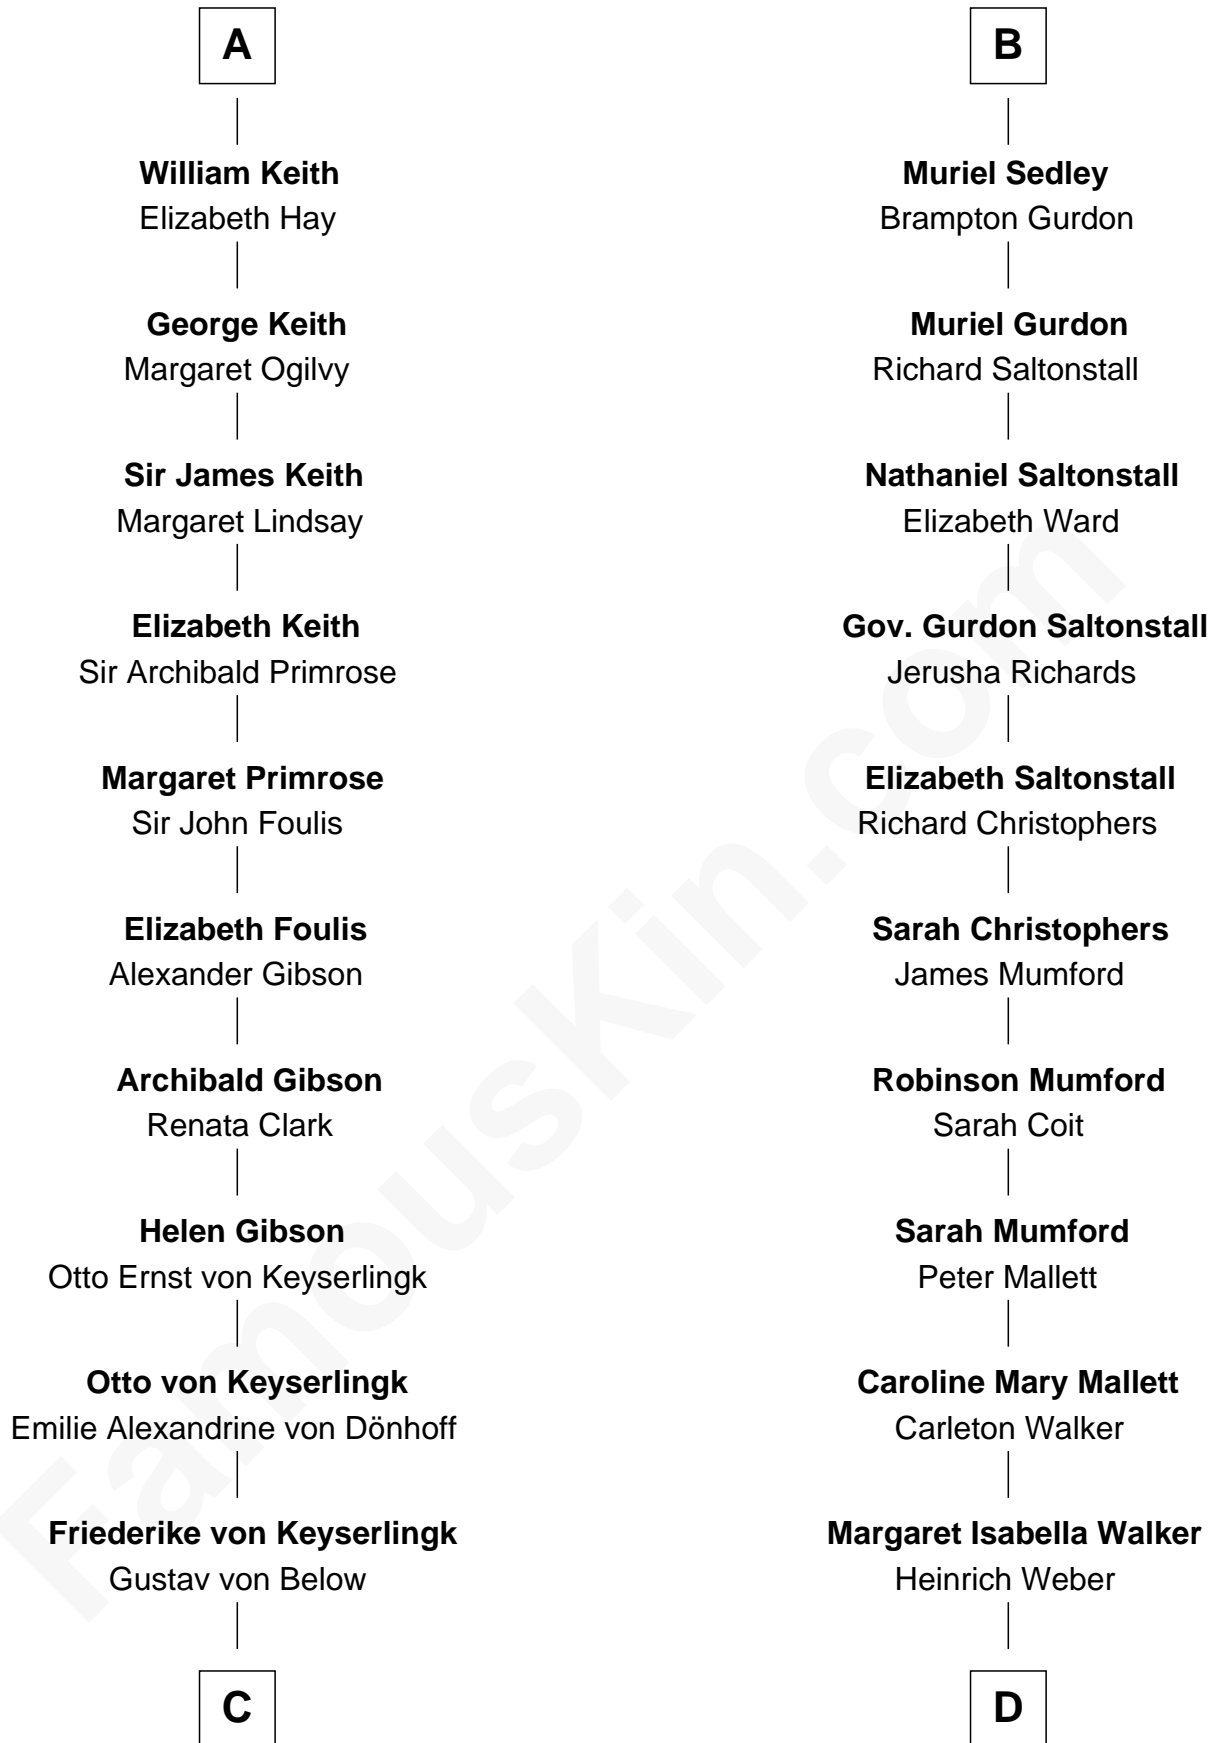 A
William Keith
Elizabeth Hay
George Keith
Margaret Ogilvy
Sir James Keith
Margaret Lindsay
Elizabeth Keith
Sir Archibald Primrose
Margaret Primrose
Sir John Foulis
Elizabeth Foulis
Alexander Gibson
Archibald Gibson
Renata Clark
Helen Gibson
Otto Ernst von Keyserlingk
Otto von Keyserlingk
Emilie Alexandrine von Dönhoff
Friederike von Keyserlingk
Gustav von Below
C
B
Muriel Sedley
Brampton Gurdon
Muriel Gurdon
Richard Saltonstall
Nathaniel Saltonstall
Elizabeth Ward
Gov. Gurdon Saltonstall
Jerusha Richards
Elizabeth Saltonstall
Richard Christophers
Sarah Christophers
James Mumford
Robinson Mumford
Sarah Coit
Sarah Mumford
Peter Mallett
Caroline Mary Mallett
Carleton Walker
Margaret Isabella Walker
Heinrich Weber
D
FamousKin.com